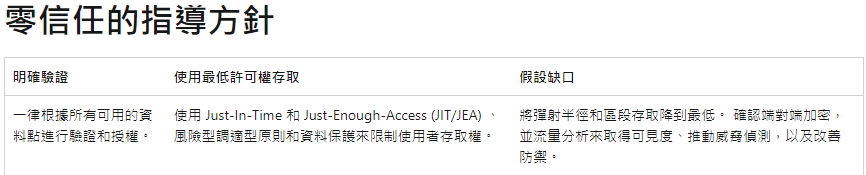 零信任的指導方針
明確驗證
使用最低許可權存取
假設缺口
一律根據所有可用的資
料點進行驗證和授權。
使用 Just-In-Time 和 Just-Enough-Access (JIT/JEA) 、
風險型調適型原則和資料保護來限制使用者存取權。
將彈射半徑和區段存取降到最低。 確認端對端加密，
並流量分析來取得可見度、推動威脅偵測，以及改善
防禦。